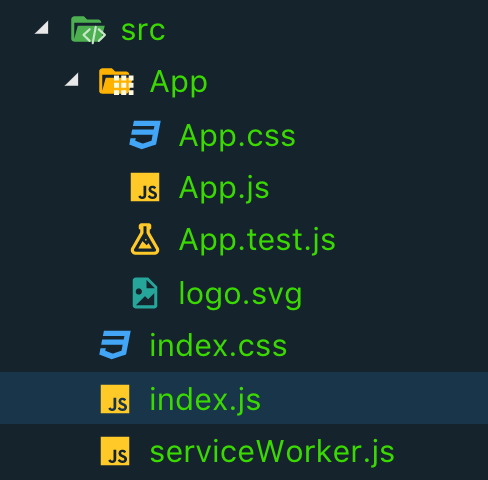 src
App
App.css
App.js
App.test.js
logo.svg
index.css
index.js
serviceWorker.js